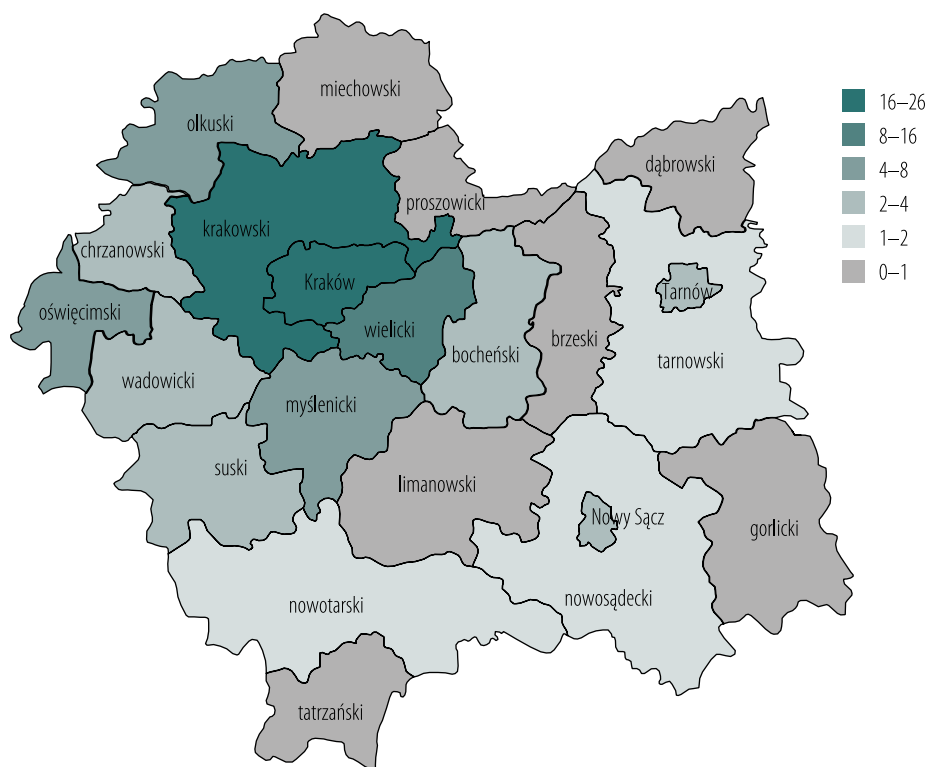 miechowski
olkuski
16–26
8–16
4–8
2–4
1–2
0–1
dąbrowski
proszowicki
krakowski
chrzanowski
Kraków
Tarnów
oświęcimski
wielicki
brzeski
bocheński
tarnowski
wadowicki
myślenicki
suski
limanowski
Nowy Sącz
gorlicki
nowotarski
nowosądecki
tatrzański